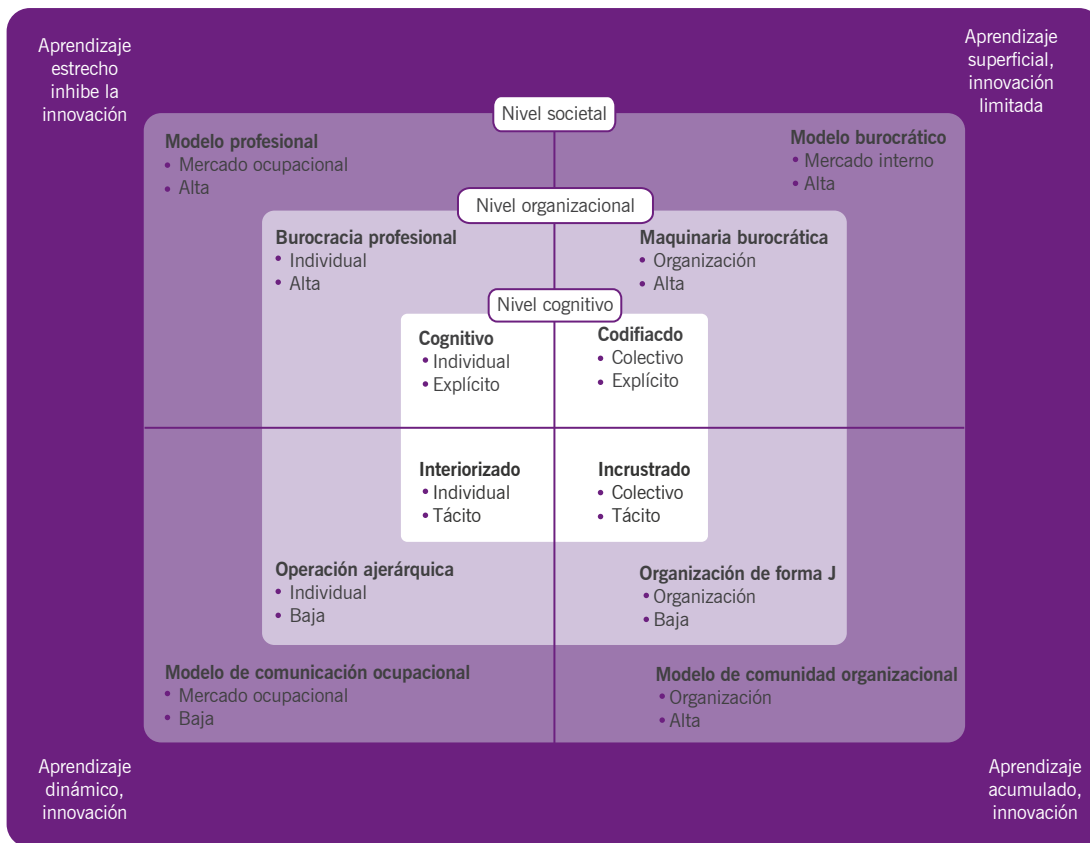 Aprendizaje
estrecho
inhibe la
innovación
Aprendizaje
superficial,
innovación
limitada
Nivel societal
Modelo profesional
• Mercado ocupacional
• Alta
Modelo burocrático
• Mercado interno
• Alta
Nivel organizacional
Burocracia profesional
• Individual
• Alta
Maquinaria burocrática
• Organización
• Alta
Nivel cognitivo
Cognitivo
• Individual
• Explícito
Codifiacdo
• Colectivo
• Explícito
Interiorizado
• Individual
• Tácito
Incrustrado
• Colectivo
• Tácito
Operación ajerárquica
• Individual
• Baja
Organización de forma J
• Organización
• Baja
Modelo de comunicación ocupacional
• Mercado ocupacional
• Baja
Modelo de comunidad organizacional
• Organización
• Alta
Aprendizaje
dinámico,
innovación
Aprendizaje
acumulado,
innovación